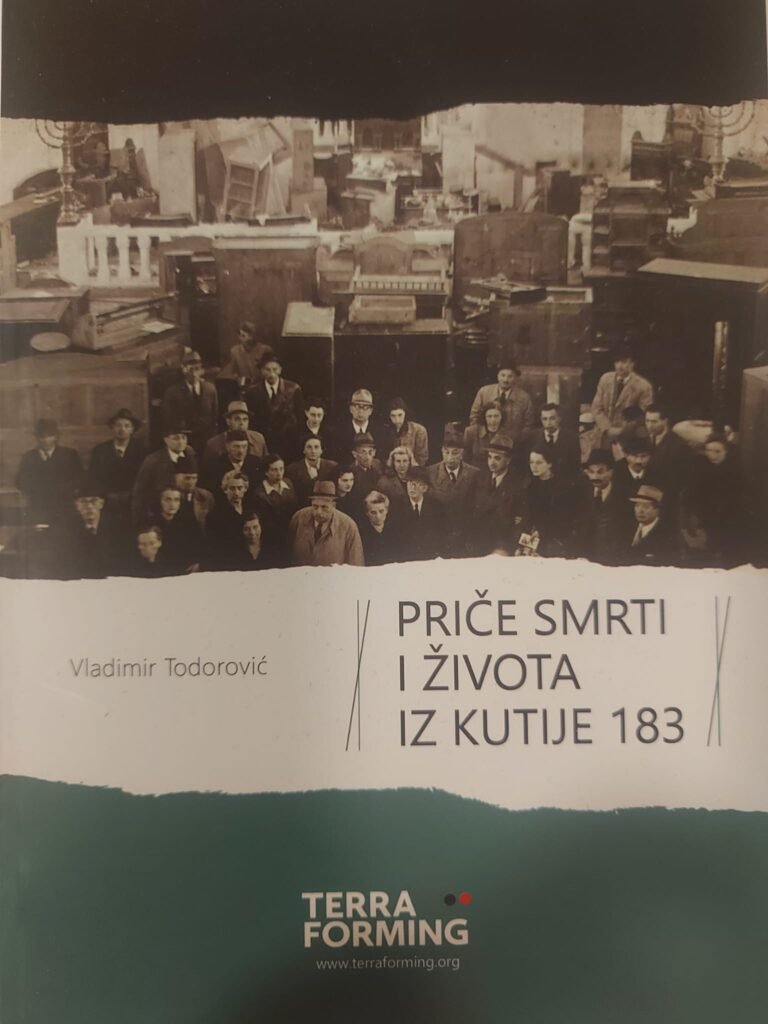 Vladimir Todorović
PRIČE SMRTI
I ŽIVOTA
IZ KUTIJE 183
TERRA
FORMING
www.terraforming.org